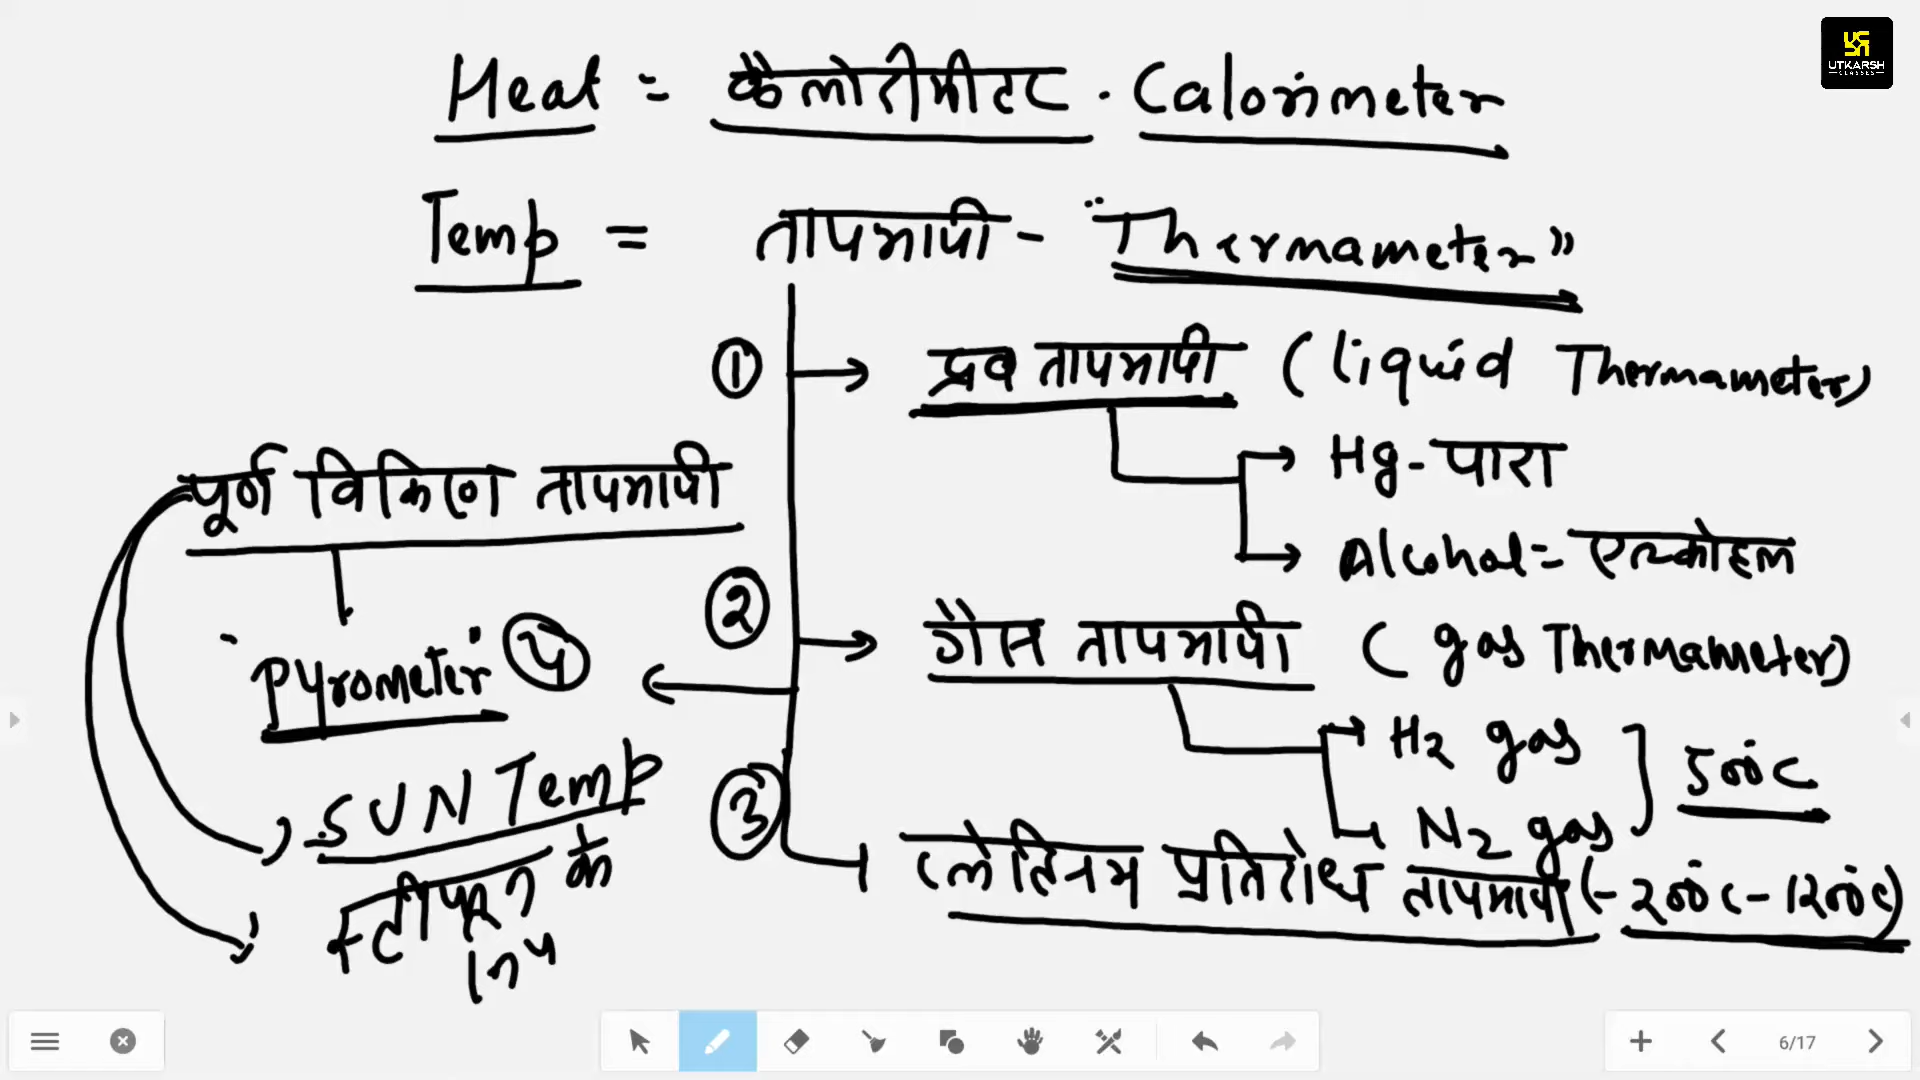 Heat = कैलोरीमीटर . Calorimeter
UTKARSH
CLASSES
Temp = तापमापी - "Thermameter"
① → द्रव तापमापी (liquid Thermameter)
→ Hg - पारा
→ Alcohal = एल्कोहल
② → गैस तापमापी (gas Thermameter)
→ H2 gas
→ N2 gas
] 500°C
③ प्लेटिनम प्रतिरोध तापमापी (-200°C - 1200°C)
पूर्ण विकिरण तापमापी
"Pyrometer" ④
SUN Temp
के
6/17